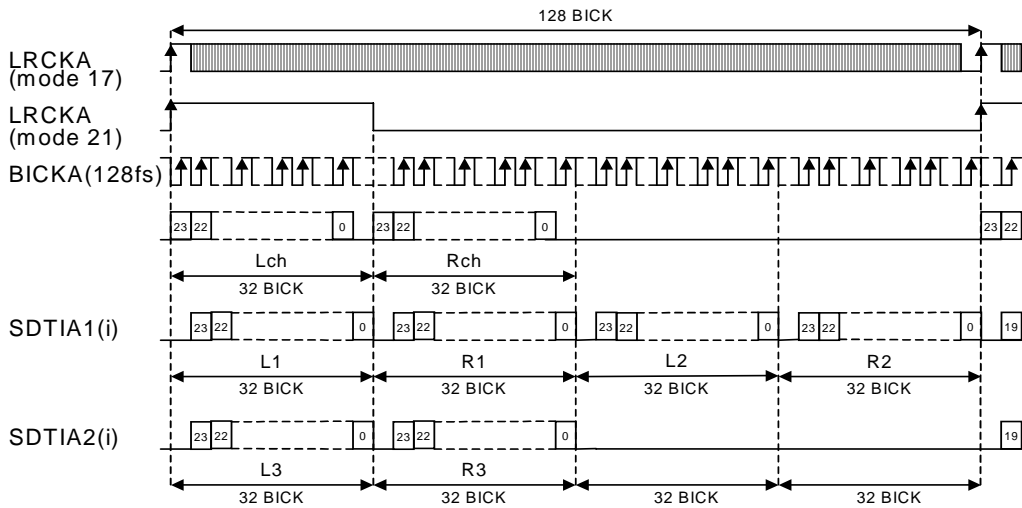 128 BICK
LRCKA
(mode 17)
LRCKA
(mode 21)
BICKA(128fs)
23 22 0 23 22 0 23 22
Lch Rch
32 BICK 32 BICK
SDTIA1(i)
23 22 0 23 22 0 23 22 0 23 22 0 19
L1 R1 L2 R2
32 BICK 32 BICK 32 BICK 32 BICK
SDTIA2(i)
23 22 0 23 22 0 19
L3 R3
32 BICK 32 BICK 32 BICK 32 BICK